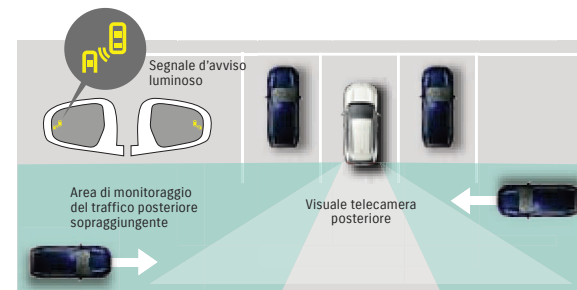 Segnale d'avviso
luminoso
Area di monitoraggio
del traffico posteriore
sopraggiungente
Visuale telecamera
posteriore